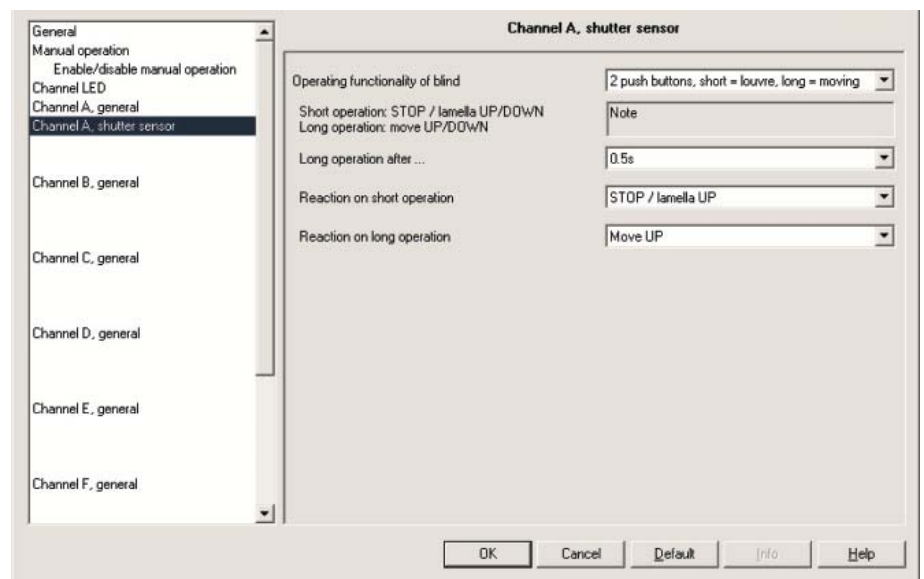 General
Manual operation
Enable/disable manual operation
Channel LED
Channel A, general
Channel A, shutter sensor
Channel B, general
Channel C, general
Channel D, general
Channel E, general
Channel F, general
Channel A, shutter sensor
Operating functionality of blind
2 push buttons, short = louvre, long = moving
Short operation: STOP / lamella UP/DOWN
Long operation: move UP/DOWN
Note
Long operation after ...
0.5s
Reaction on short operation
STOP / lamella UP
Reaction on long operation
Move UP
OK
Cancel
Default
Info
Help